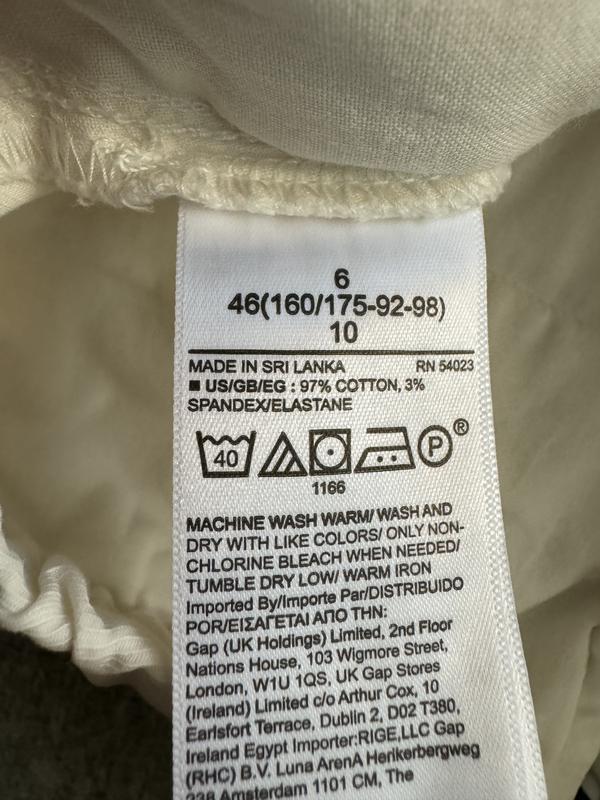 6
46(160/175-92-98)
10
MADE IN SRI LANKA RN 54023
■ US/GB/EG : 97% COTTON, 3%
SPANDEX/ELASTANE
40 P ®
1166
MACHINE WASH WARM/ WASH AND
DRY WITH LIKE COLORS/ ONLY NON-
CHLORINE BLEACH WHEN NEEDED/
TUMBLE DRY LOW/ WARM IRON
Imported By/Importe Par/DISTRIBUIDO
POR/ΕΙΣΑΓΕΤΑΙ ΑΠΟ ΤΗΝ:
Gap (UK Holdings) Limited, 2nd Floor
Nations House, 103 Wigmore Street,
London, W1U 1QS, UK Gap Stores
(Ireland) Limited c/o Arthur Cox, 10
Earlsfort Terrace, Dublin 2, D02 T380,
Ireland Egypt Importer:RIGE,LLC Gap
(RHC) B.V. Luna ArenA Herikerbergweg
238 Amsterdam 1101 CM, The